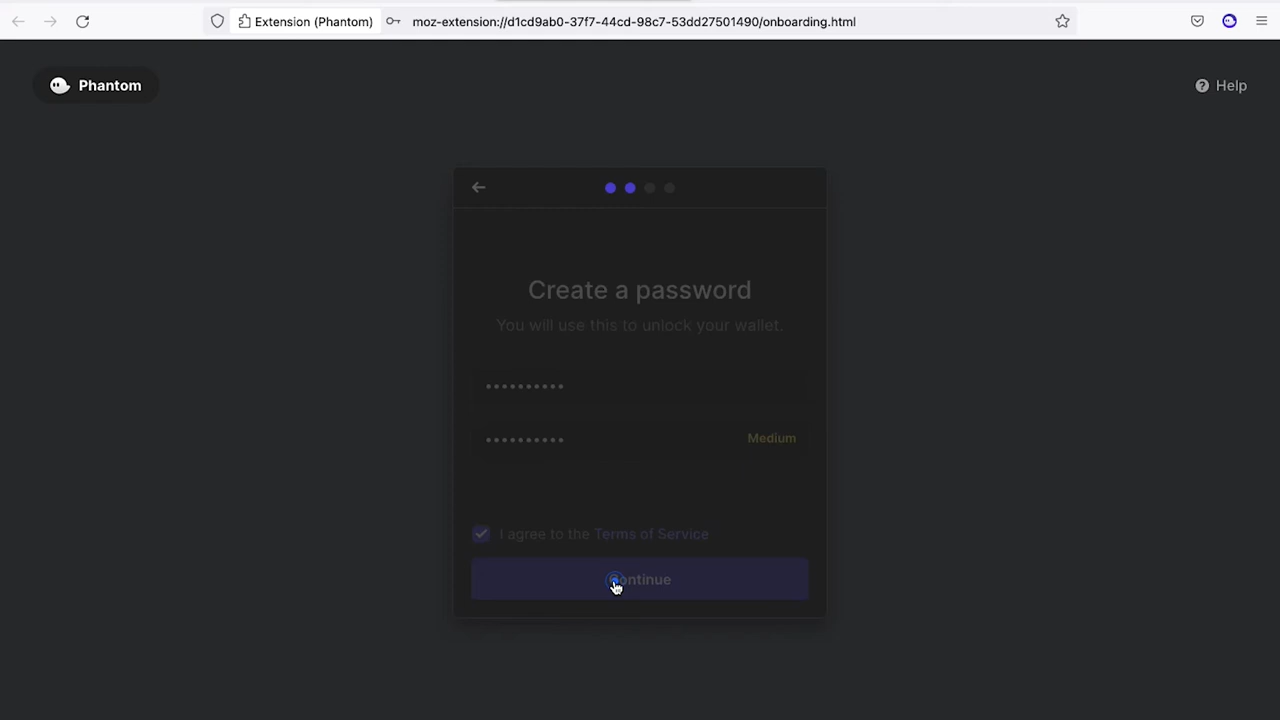 Extension (Phantom)
moz-extension://d1cd9ab0-37f7-44cd-98c7-53dd27501490/onboarding.html
Phantom
Help
Create a password
You will use this to unlock your wallet.
Medium
I agree to the Terms of Service
Continue